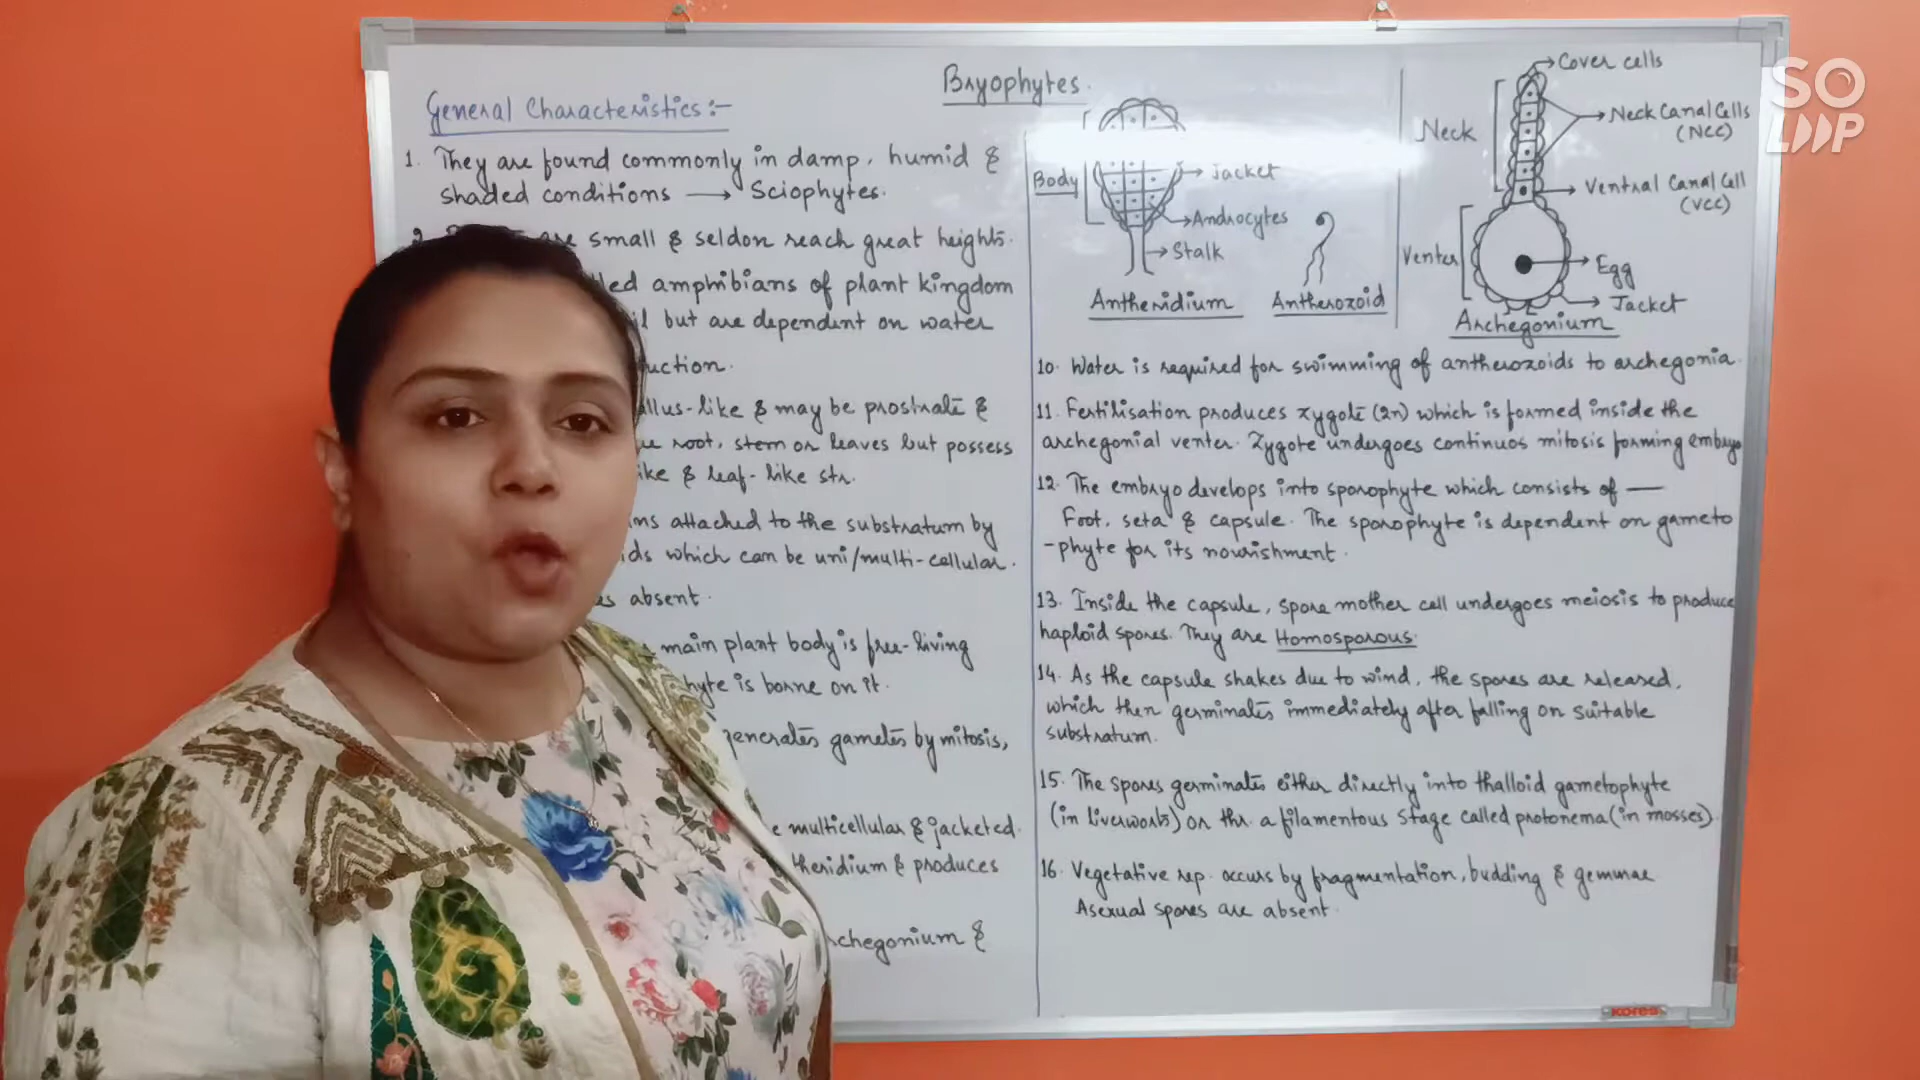 SO
LOOP
Bryophytes.
General Characteristics:-
1. They are found commonly in damp, humid &
shaded conditions → Sciophytes.
2. are small & seldon reach great heights.
amphibians of plant kingdom
but are dependent on water
like & may be prostrate &
root, stem or leaves but possess
& leaf-like str.
attached to the substratum by
which can be uni/multi-cellular.
absent.
main plant body is free-living
is borne on it.
generates gametes by mitosis,
multicellular & jacketed.
& produces
&
Body
Jacket
Androcytes
Stalk
Antheridium
Antherozoid
Cover cells
Neck
Neck Canal Cells
(NCC)
Ventral Canal Cell
(VCC)
Venter
Egg
Jacket
Archegonium
10. Water is required for swimming of antherozoids to archegonia.
11. Fertilisation produces zygote (2n) which is formed inside the
archegonial venter. Zygote undergoes continuos mitosis forming embryo
12. The embryo develops into sporophyte which consists of —
Foot, seta & capsule. The sporophyte is dependent on gameto
-phyte for its nourishment.
13. Inside the capsule, spore mother cell undergoes meiosis to produce
haploid spores. They are Homosporous.
14. As the capsule shakes due to wind, the spores are released,
which then germinates immediately after falling on suitable
substratum.
15. The spores germinates either directly into thalloid gametophyte
(in liverworts) or thr. a filamentous stage called protonema (in mosses).
16. Vegetative rep. occurs by fragmentation, budding & gemmae
Asexual spores are absent.
kores